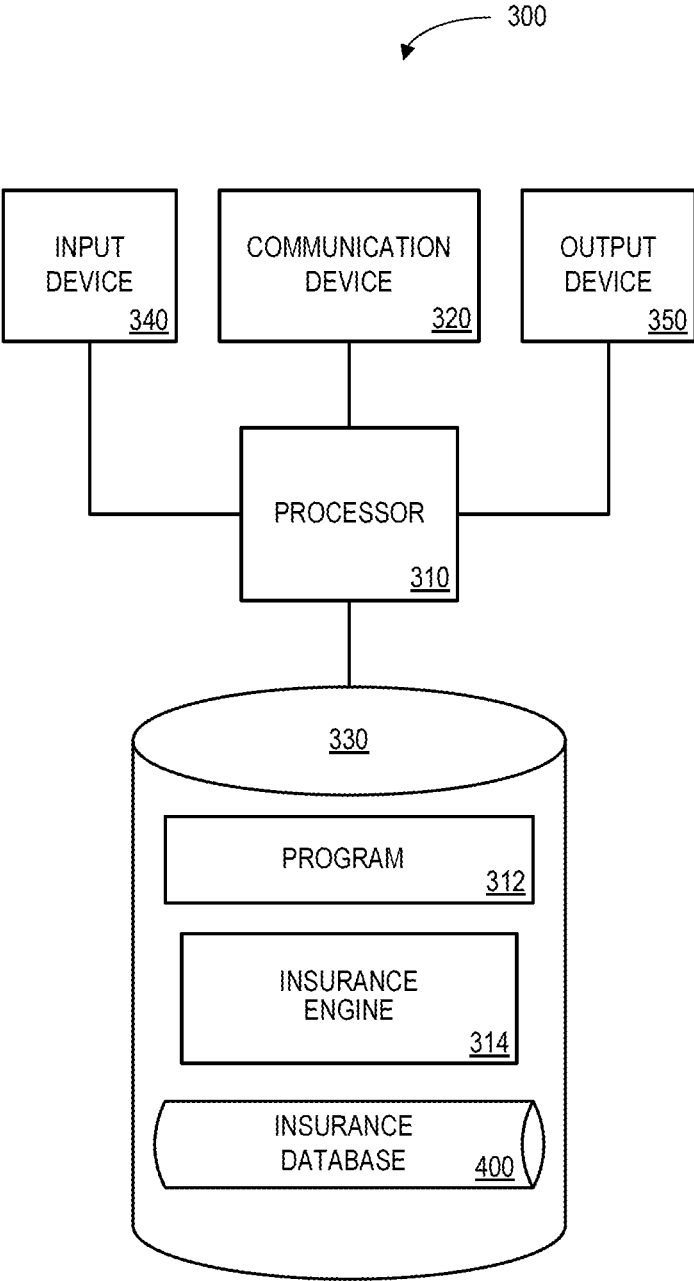 300
INPUT
DEVICE
340
COMMUNICATION
DEVICE
320
OUTPUT
DEVICE
350
PROCESSOR
310
330
PROGRAM
312
INSURANCE
ENGINE
314
INSURANCE
DATABASE
400